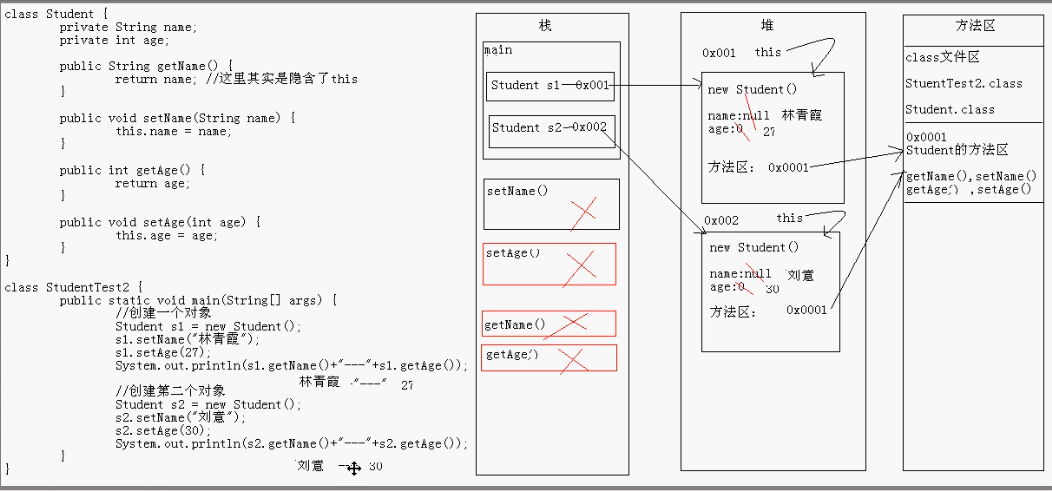 class Student {
private String name;
private int age;
public String getName() {
return name; //这里其实是隐含了this
}
public void setName(String name) {
this.name = name;
}
public int getAge() {
return age;
}
public void setAge(int age) {
this.age = age;
}
}
class StudentTest2 {
public static void main(String[] args) {
//创建一个对象
Student s1 = new Student();
s1.setName("林青霞");
s1.setAge(27);
System.out.println(s1.getName()+"---"+s1.getAge());
林青霞 "---" 27
//创建第二个对象
Student s2 = new Student();
s2.setName("刘意");
s2.setAge(30);
System.out.println(s2.getName()+"---"+s2.getAge());
}
刘意 --- 30
}
栈
main
Student s1 0x001
Student s2 0x002
setName()
setAge()
getName()
getAge()
堆
0x001 this
new Student()
name:null 林青霞
age:0 27
方法区: 0x0001
0x002 this
new Student()
name:null 刘意
age:0 30
方法区: 0x0001
方法区
class文件区
StuentTest2.class
Student.class
0x0001
Student的方法区
getName(),setName()
getAge() ,setAge()